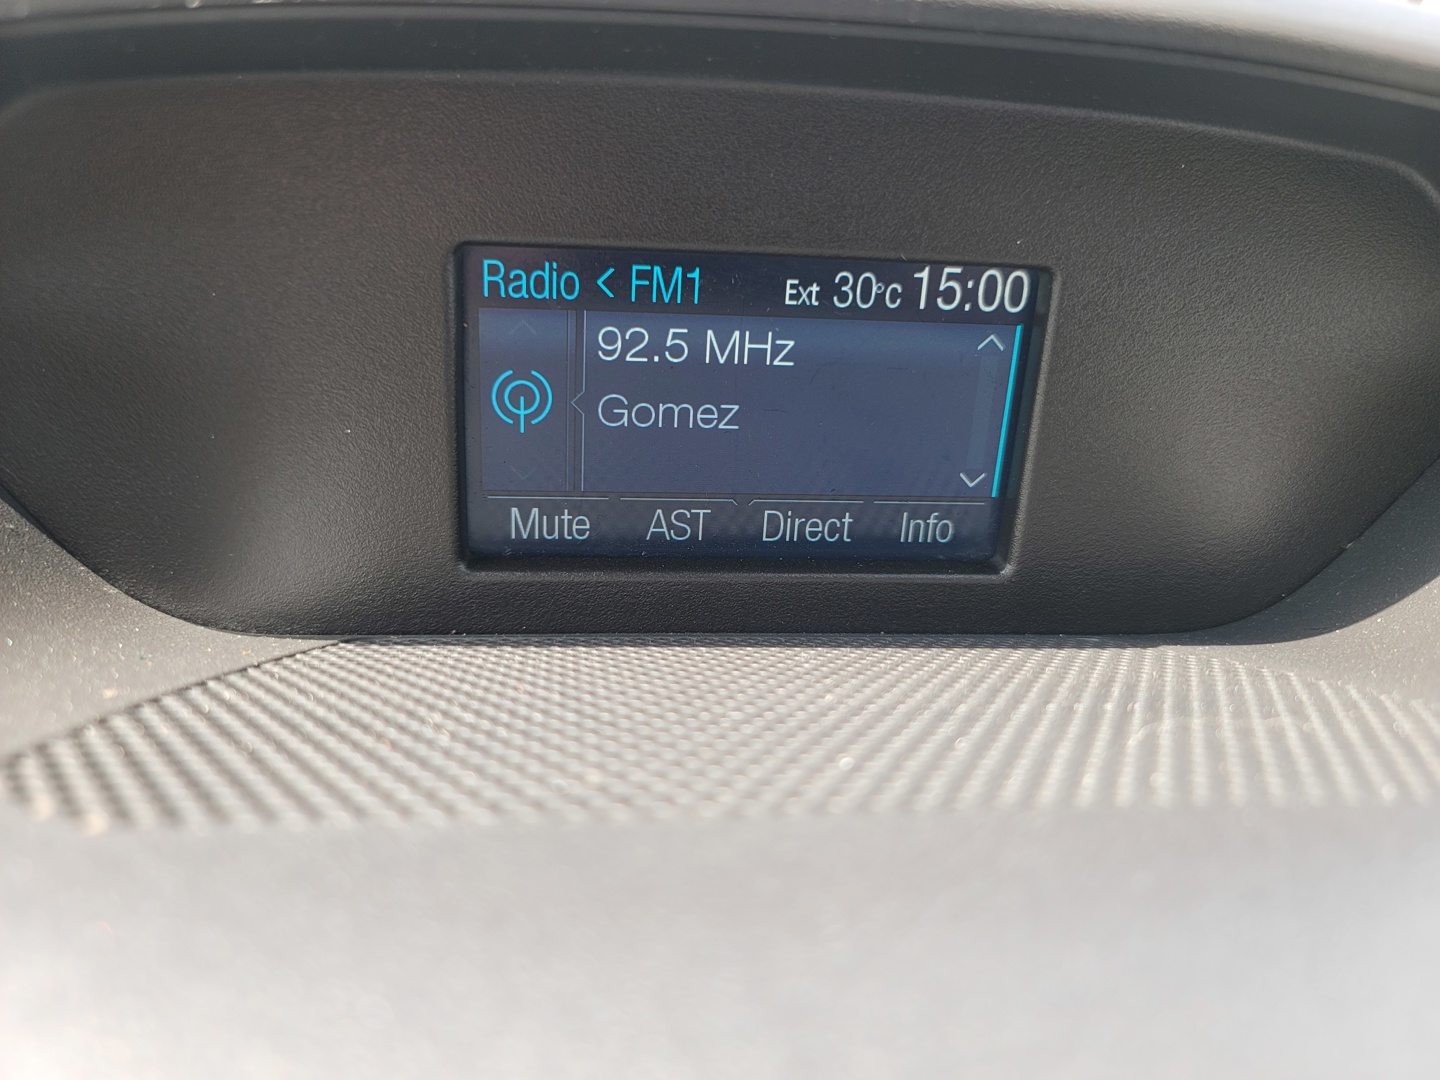 Radio < FM1 Ext 30°C 15:00
92.5 MHz
Gomez
Mute AST Direct Info